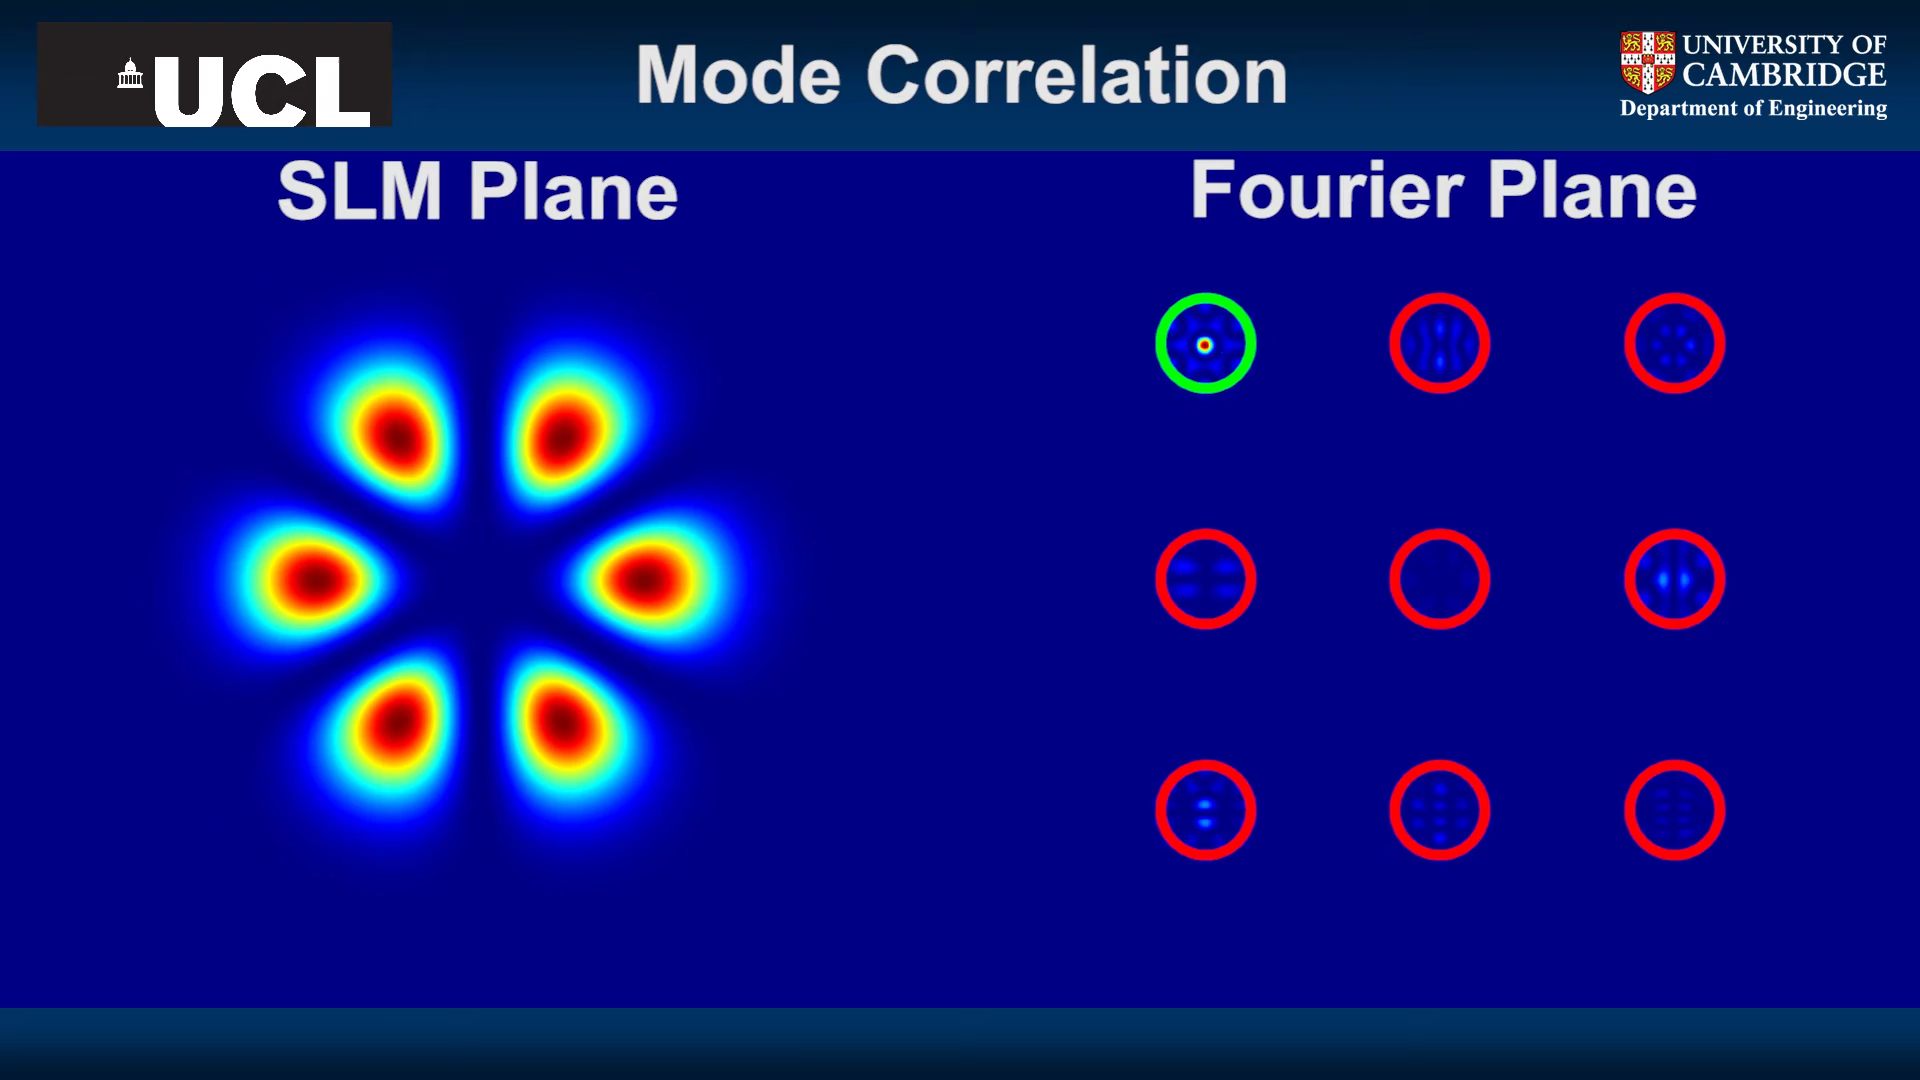 UCL
Mode Correlation
UNIVERSITY OF
CAMBRIDGE
Department of Engineering
SLM Plane
Fourier Plane